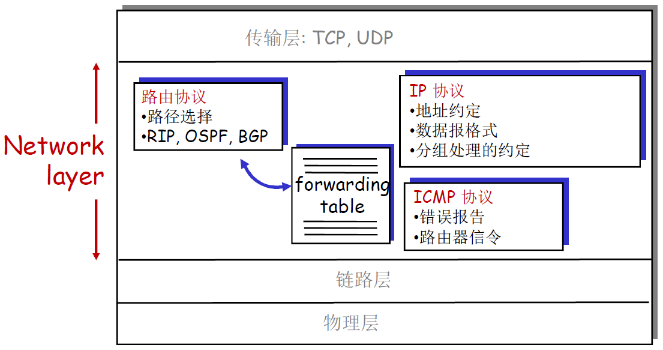 传输层: TCP, UDP
Network
layer
路由协议
•路径选择
•RIP, OSPF, BGP
forwarding
table
IP 协议
•地址约定
•数据报格式
•分组处理的约定
ICMP 协议
•错误报告
•路由器信令
链路层
物理层